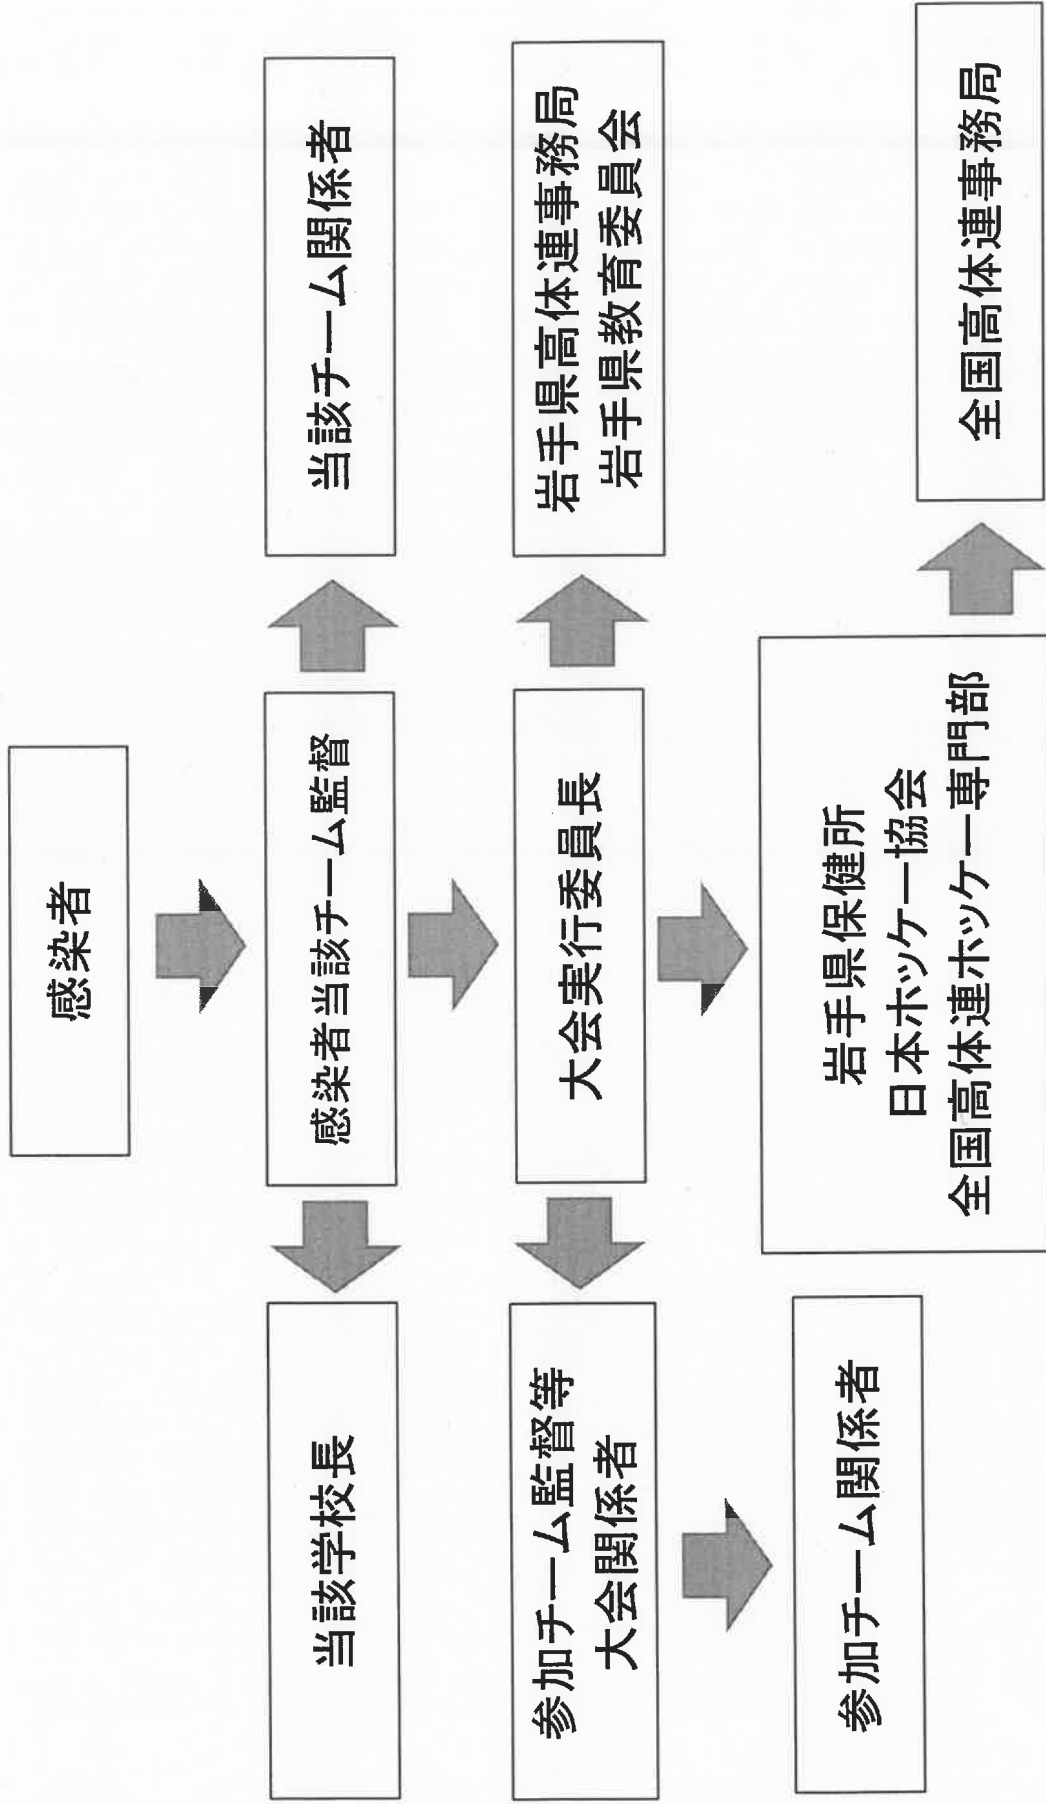 感染者
当該学校長
感染者当該チーム監督
当該チーム関係者
参加チーム監督等
大会関係者
大会実行委員長
岩手県高体連事務局
岩手県教育委員会
参加チーム関係者
岩手県保健所
日本ホッケー協会
全国高体連ホッケー専門部
全国高体連事務局